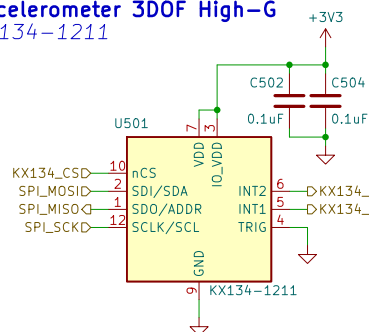 ccelerometer 3DOF High-G
134-1211
+3V3
C502
C504
0.1uF
0.1uF
U501
7
3
VDD
IO_VDD
KX134_CS
10
nCS
SPI_MOSI
2
SDI/SDA
SPI_MISO
1
SDO/ADDR
SPI_SCK
12
SCLK/SCL
INT2
6
KX134_
INT1
5
KX134_
TRIG
4
GND
9
KX134-1211